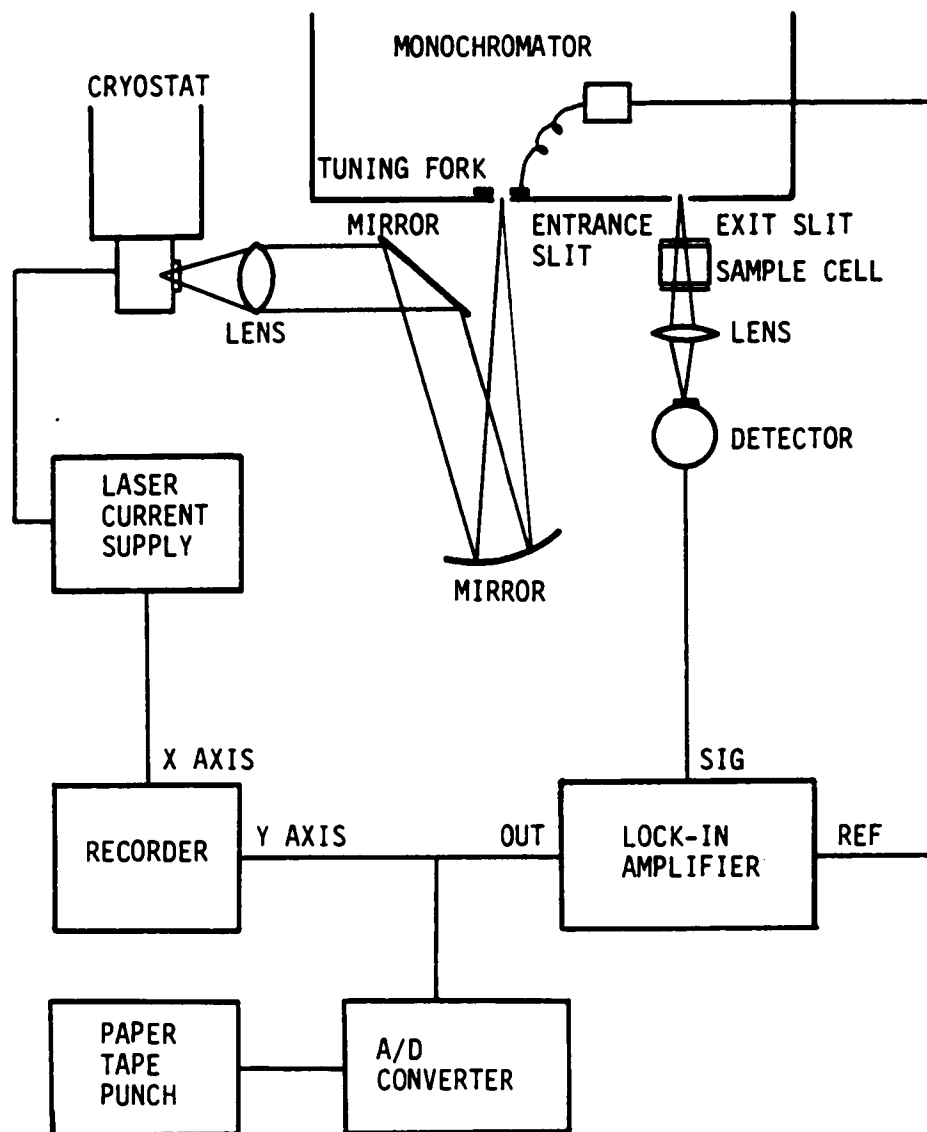 MONOCHROMATOR
CRYOSTAT
TUNING FORK
MIRROR
ENTRANCE
SLIT
EXIT SLIT
SAMPLE CELL
LENS
LENS
DETECTOR
LASER
CURRENT
SUPPLY
MIRROR
X AXIS
SIG
RECORDER
Y AXIS
OUT
LOCK-IN
AMPLIFIER
REF
PAPER
TAPE
PUNCH
A/D
CONVERTER